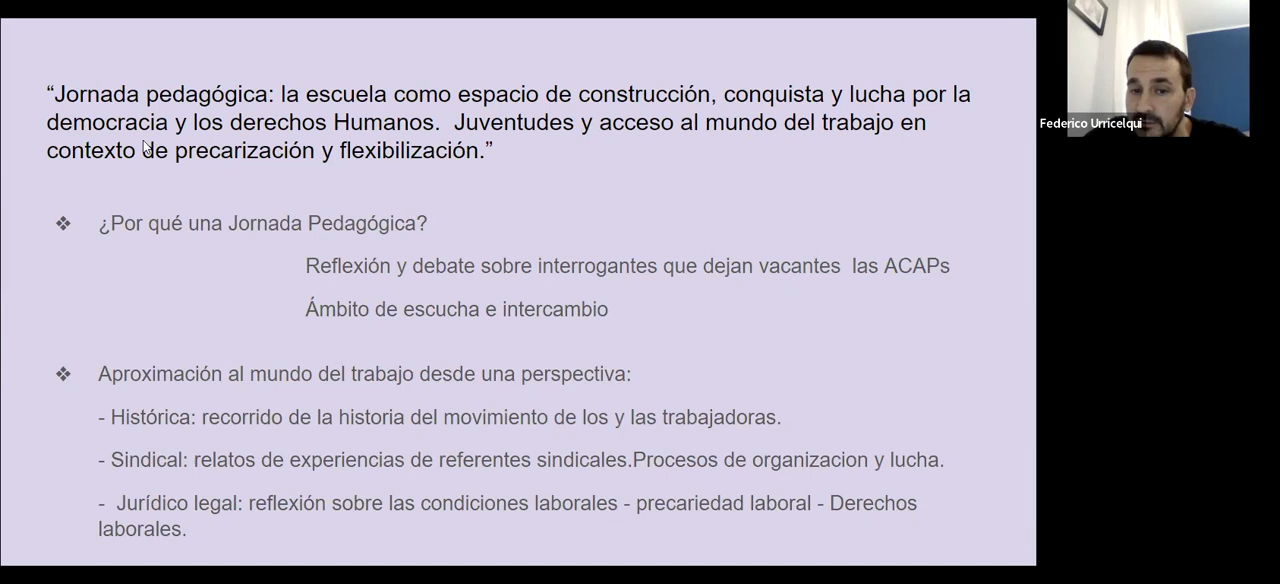 “Jornada pedagógica: la escuela como espacio de construcción, conquista y lucha por la
democracia y los derechos Humanos.  Juventudes y acceso al mundo del trabajo en
contexto de precarización y flexibilización.”
❖ ¿Por qué una Jornada Pedagógica?
Reflexión y debate sobre interrogantes que dejan vacantes  las ACAPs
Ámbito de escucha e intercambio
❖ Aproximación al mundo del trabajo desde una perspectiva:
- Histórica: recorrido de la historia del movimiento de los y las trabajadoras.
- Sindical: relatos de experiencias de referentes sindicales.Procesos de organizacion y lucha.
-  Jurídico legal: reflexión sobre las condiciones laborales - precariedad laboral - Derechos
laborales.
Federico Urricelqui